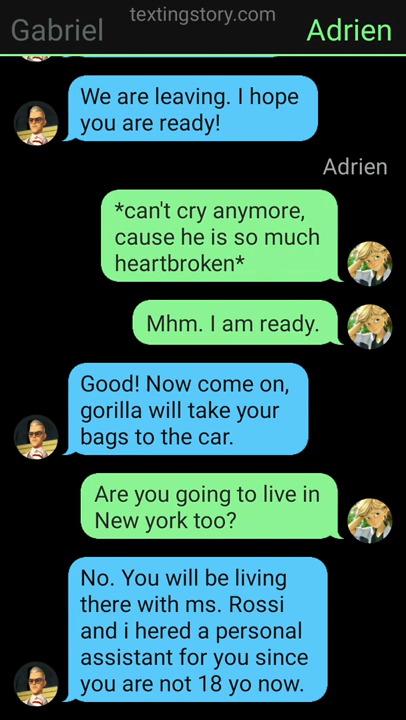 textingstory.com
Gabriel
Adrien
We are leaving. I hope
you are ready!
Adrien
*can't cry anymore,
cause he is so much
heartbroken*
Mhm. I am ready.
Good! Now come on,
gorilla will take your
bags to the car.
Are you going to live in
New york too?
No. You will be living
there with ms. Rossi
and i hered a personal
assistant for you since
you are not 18 yo now.